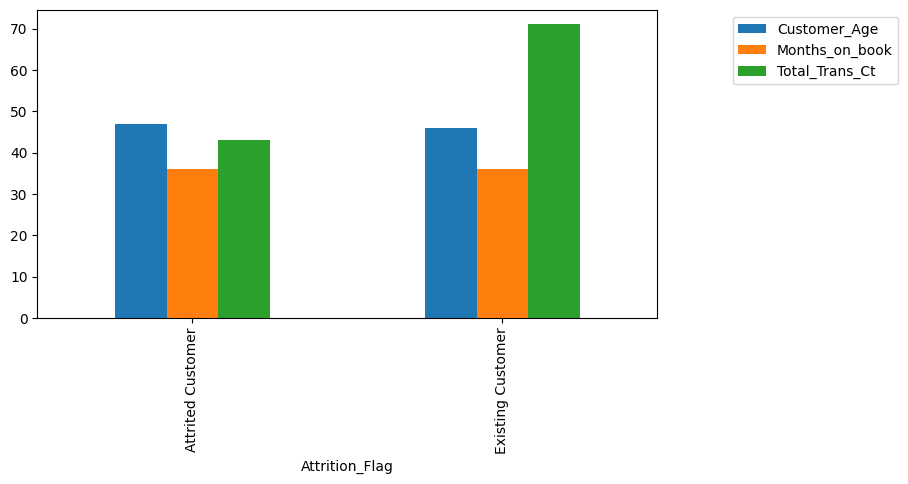 70
60
50
40
30
20
10
0
Attrited Customer
Existing Customer
Attrition_Flag
Customer_Age
Months_on_book
Total_Trans_Ct